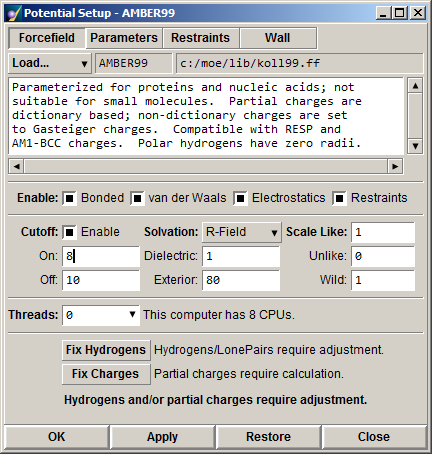 Potential Setup - AMBER99
Forcefield Parameters Restraints Wall
Load... AMBER99 c:/moe/lib/koll99.ff
Parameterized for proteins and nucleic acids; not
suitable for small molecules. Partial charges are
dictionary based; non-dictionary charges are set
to Gasteiger charges. Compatible with RESP and
AM1-BCC charges. Polar hydrogens have zero radii.
Enable: Bonded van der Waals Electrostatics Restraints
Cutoff: Enable Solvation: R-Field Scale Like: 1
On: 8 Dielectric: 1 Unlike: 0
Off: 10 Exterior: 80 Wild: 1
Threads: 0 This computer has 8 CPUs.
Fix Hydrogens Hydrogens/LonePairs require adjustment.
Fix Charges Partial charges require calculation.
Hydrogens and/or partial charges require adjustment.
OK Apply Restore Close